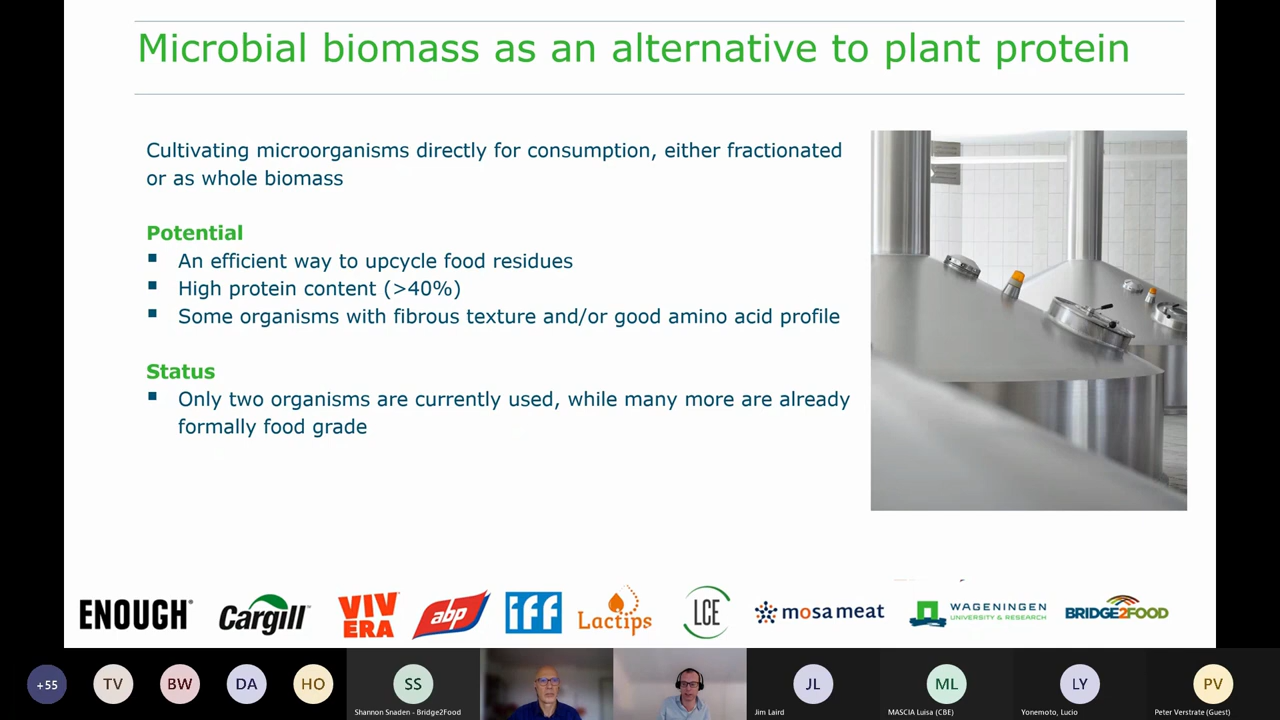 Microbial biomass as an alternative to plant protein
Cultivating microorganisms directly for consumption, either fractionated
or as whole biomass
Potential
An efficient way to upcycle food residues
High protein content (>40%)
Some organisms with fibrous texture and/or good amino acid profile
Status
Only two organisms are currently used, while many more are already
formally food grade
ENOUGH
Cargill
VIV
ERA
abp
iff
Lactips
LCE
mosa meat
WAGENINGEN
UNIVERSITY & RESEARCH
BRIDGE2FOOD
+55
TV
BW
DA
HO
SS
JL
ML
LY
PV
Shannon Snaden - Bridge2Food
Jim Laird
MASCIA Luisa (CBE)
Yonemoto, Lucio
Peter Verstrate (Guest)